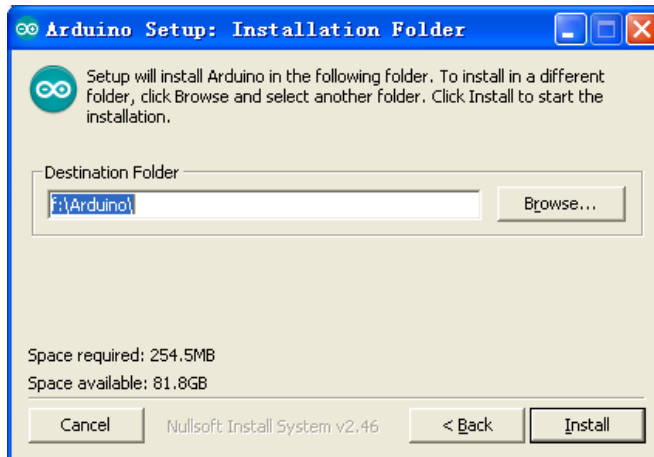 Arduino Setup: Installation Folder
Setup will install Arduino in the following folder. To install in a different
folder, click Browse and select another folder. Click Install to start the
installation.
Destination Folder
f:\Arduino\
Browse...
Space required: 254.5MB
Space available: 81.8GB
Cancel
Nullsoft Install System v2.46
< Back
Install